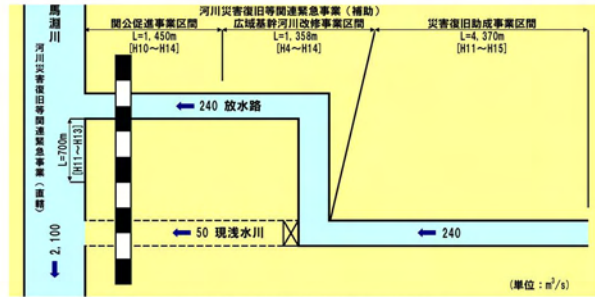 河川災害復旧等関連緊急事業（補助）
関公促進事業区間
L=1,450m
[H10～H14]
広域基幹河川改修事業区間
L=1,358m
[H4～H14]
災害復旧助成事業区間
L=4,370m
[H11～H15]
馬淵川
河川災害復旧等関連緊急事業（直轄）
L=700m
[H11～H13]
240 放水路
50 現浅水川
240
2,100
(単位：m³/s)